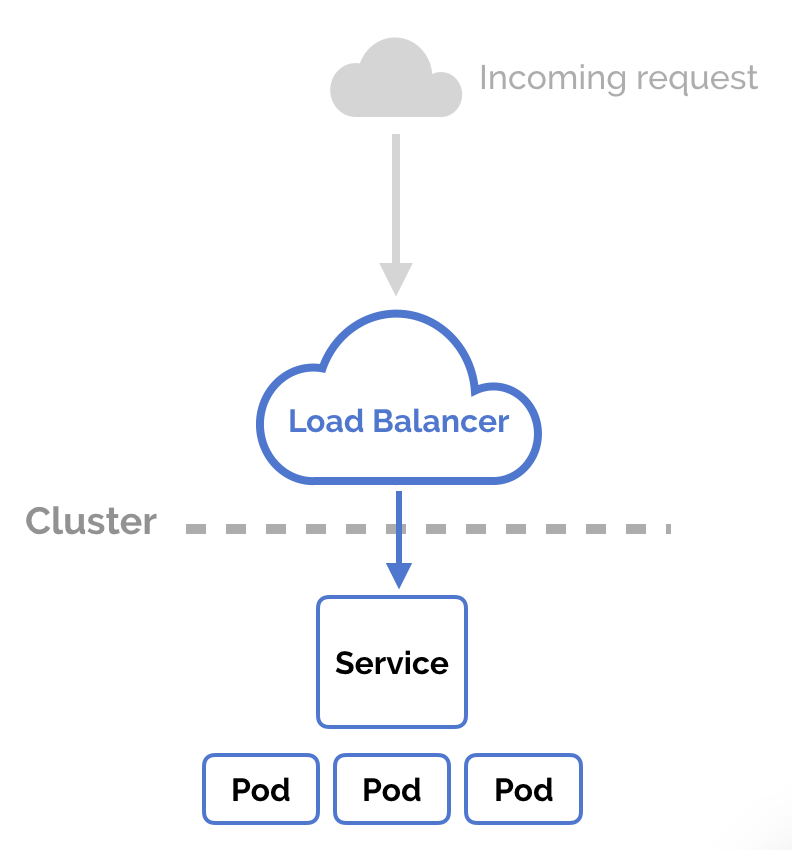 Incoming request
Load Balancer
Cluster
Service
Pod
Pod
Pod